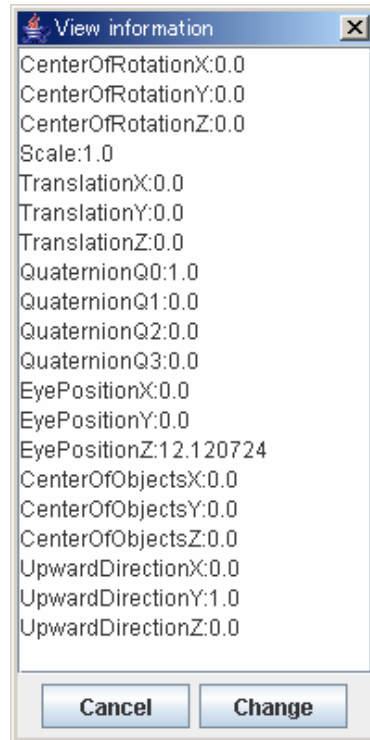 View information
CenterOfRotationX:0.0
CenterOfRotationY:0.0
CenterOfRotationZ:0.0
Scale:1.0
TranslationX:0.0
TranslationY:0.0
TranslationZ:0.0
QuaternionQ0:1.0
QuaternionQ1:0.0
QuaternionQ2:0.0
QuaternionQ3:0.0
EyePositionX:0.0
EyePositionY:0.0
EyePositionZ:12.120724
CenterOfObjectsX:0.0
CenterOfObjectsY:0.0
CenterOfObjectsZ:0.0
UpwardDirectionX:0.0
UpwardDirectionY:1.0
UpwardDirectionZ:0.0
Cancel Change